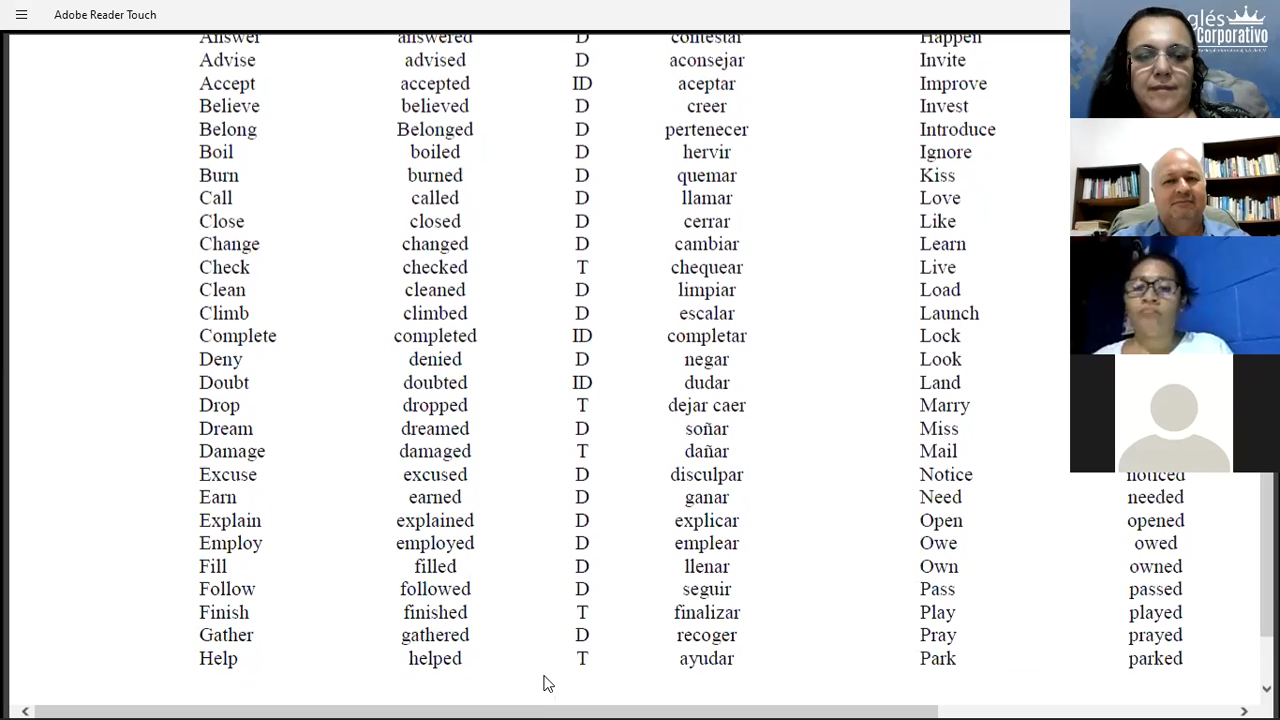 Adobe Reader Touch
glés
Corporativo
Answer answered D contestar Happen
Advise advised D aconsejar Invite
Accept accepted ID aceptar Improve
Believe believed D creer Invest
Belong Belonged D pertenecer Introduce
Boil boiled D hervir Ignore
Burn burned D quemar Kiss
Call called D llamar Love
Close closed D cerrar Like
Change changed D cambiar Learn
Check checked T chequear Live
Clean cleaned D limpiar Load
Climb climbed D escalar Launch
Complete completed ID completar Lock
Deny denied D negar Look
Doubt doubted ID dudar Land
Drop dropped T dejar caer Marry
Dream dreamed D soñar Miss
Damage damaged T dañar Mail
Excuse excused D disculpar Notice noticed
Earn earned D ganar Need needed
Explain explained D explicar Open opened
Employ employed D emplear Owe owed
Fill filled D llenar Own owned
Follow followed D seguir Pass passed
Finish finished T finalizar Play played
Gather gathered D recoger Pray prayed
Help helped T ayudar Park parked